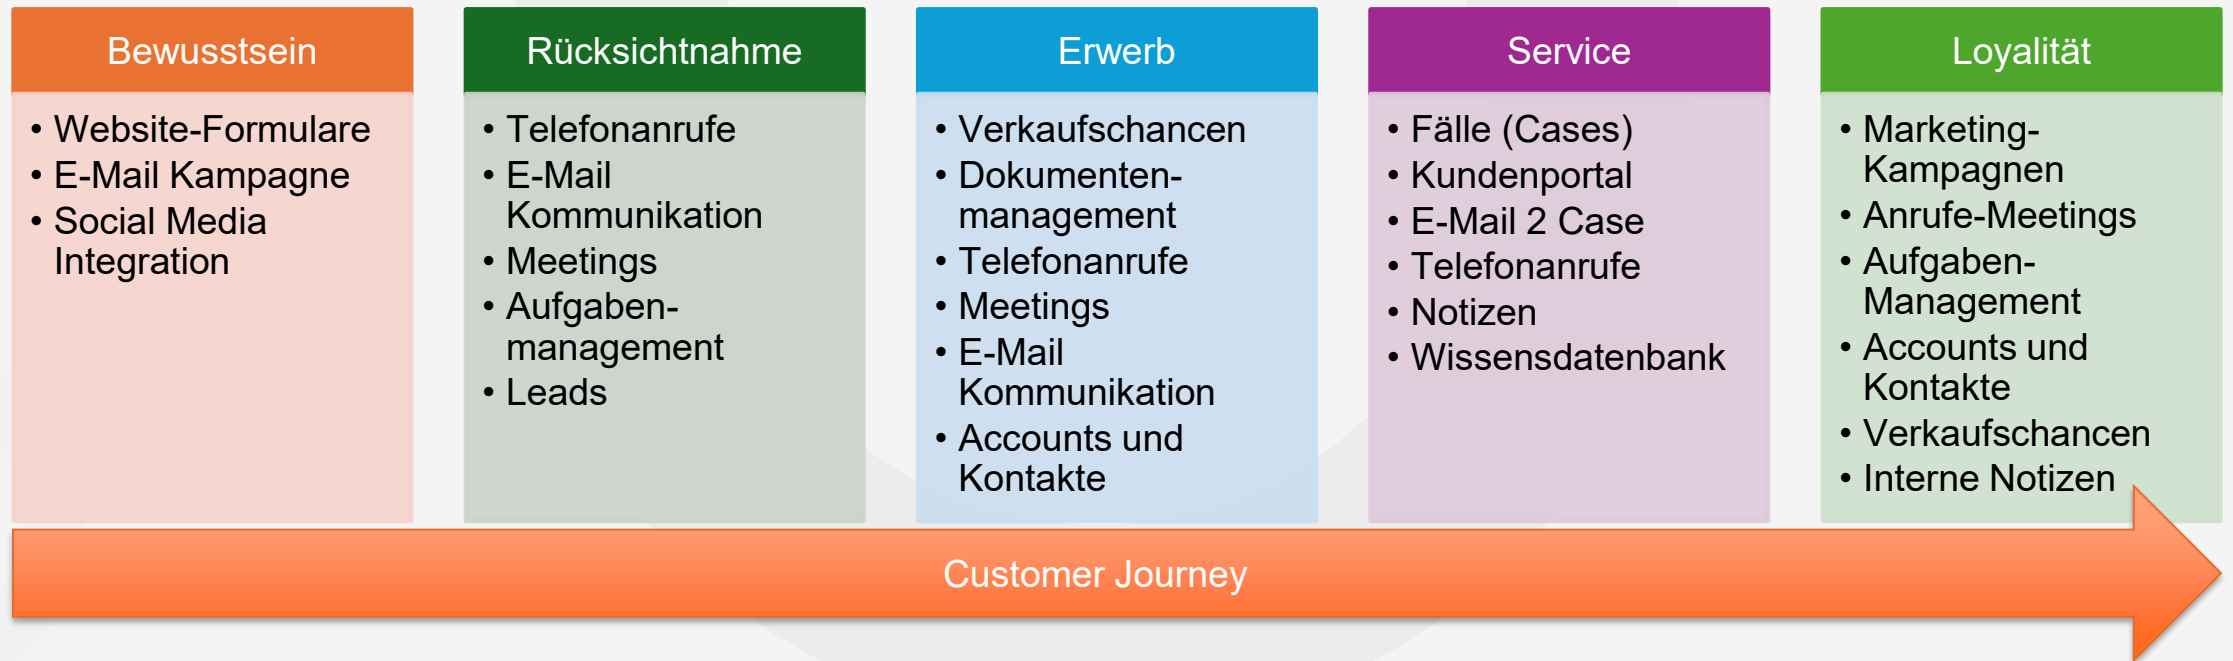 Bewusstsein
• Website-Formulare
• E-Mail Kampagne
• Social Media
Integration
Rücksichtnahme
• Telefonanrufe
• E-Mail
Kommunikation
• Meetings
• Aufgaben-
management
• Leads
Erwerb
• Verkaufschancen
• Dokumenten-
management
• Telefonanrufe
• Meetings
• E-Mail
Kommunikation
• Accounts und
Kontakte
Service
• Fälle (Cases)
• Kundenportal
• E-Mail 2 Case
• Telefonanrufe
• Notizen
• Wissensdatenbank
Loyalität
• Marketing-
Kampagnen
• Anrufe-Meetings
• Aufgaben-
Management
• Accounts und
Kontakte
• Verkaufschancen
• Interne Notizen
Customer Journey